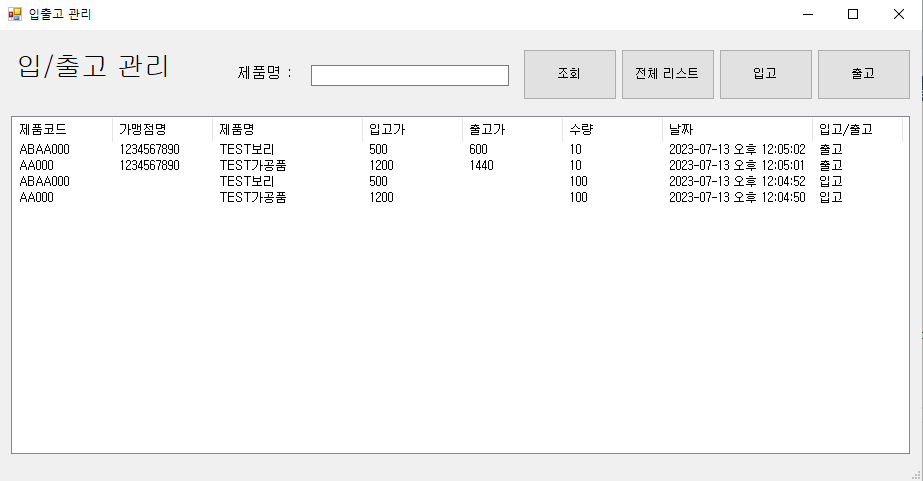 입출고 관리
입/출고 관리
제품명 :
조회
전체 리스트
입고
출고
제품코드 가맹점명 제품명 입고가 출고가 수량 날짜 입고/출고
ABAA000 1234567890 TEST보리 500 600 10 2023-07-13 오후 12:05:02 출고
AA000 1234567890 TEST가공품 1200 1440 10 2023-07-13 오후 12:05:01 출고
ABAA000 TEST보리 500 100 2023-07-13 오후 12:04:52 입고
AA000 TEST가공품 1200 100 2023-07-13 오후 12:04:50 입고